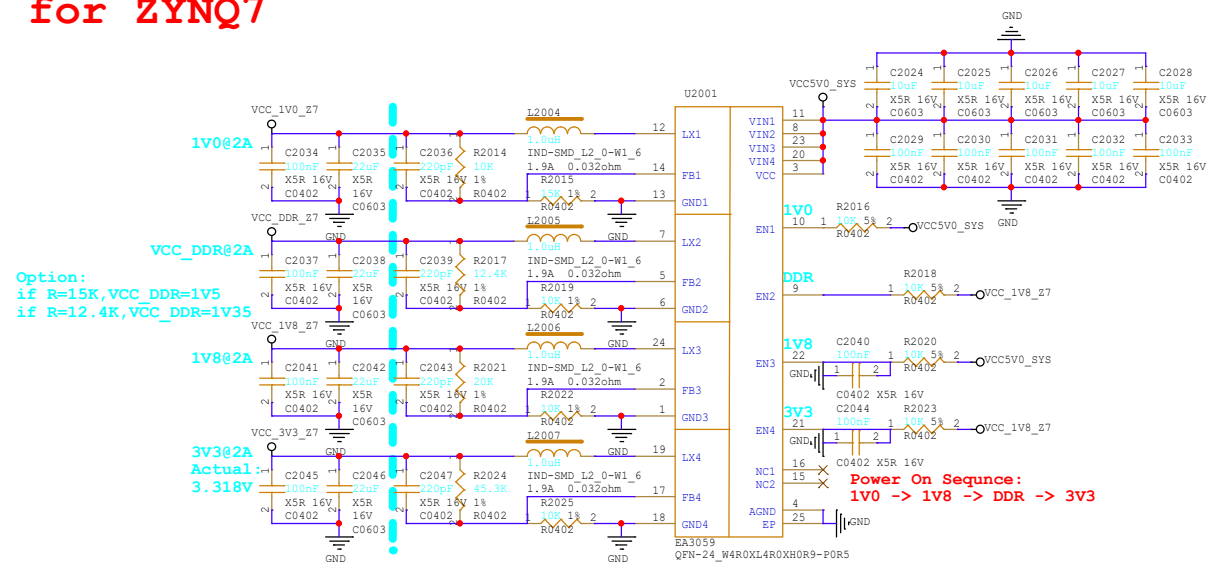 for ZYNQ7
GND
C2024 C2025 C2026 C2027 C2028
10uF 10uF 10uF 10uF 10uF
X5R 16V X5R 16V X5R 16V X5R 16V X5R 16V
C0603 C0603 C0603 C0603 C0603
C2029 C2030 C2031 C2032 C2033
100nF 100nF 100nF 100nF 100nF
X5R 16V X5R 16V X5R 16V X5R 16V X5R 16V
C0402 C0402 C0402 C0402 C0402
GND
VCC5V0_SYS
U2001
VCC_1V0_Z7
1V0@2A
C2034 C2035 C2036 R2014
100nF 22uF 220pF 10K
X5R 16V X5R 16V X5R 16V 1%
C0402 C0603 C0402 R0402
GND
L2004
1.0uH
IND-SMD_L2_0-W1_6
1.9A 0.032ohm
R2015
15K 1%
R0402
GND
VCC_DDR_Z7
VCC_DDR@2A
Option:
if R=15K,VCC_DDR=1V5
if R=12.4K,VCC_DDR=1V35
C2037 C2038 C2039 R2017
100nF 22uF 220pF 12.4K
X5R 16V X5R 16V X5R 16V 1%
C0402 C0603 C0402 R0402
GND
L2005
1.0uH
IND-SMD_L2_0-W1_6
1.9A 0.032ohm
R2019
10K 1%
R0402
GND
VCC_1V8_Z7
1V8@2A
C2041 C2042 C2043 R2021
100nF 22uF 220pF 20K
X5R 16V X5R 16V X5R 16V 1%
C0402 C0603 C0402 R0402
GND
L2006
1.0uH
IND-SMD_L2_0-W1_6
1.9A 0.032ohm
R2022
10K 1%
R0402
GND
VCC_3V3_Z7
3V3@2A
Actual:
3.318V
C2045 C2046 C2047 R2024
100nF 22uF 220pF 45.3K
X5R 16V X5R 16V X5R 16V 1%
C0402 C0603 C0402 R0402
GND
L2007
1.0uH
IND-SMD_L2_0-W1_6
1.9A 0.032ohm
R2025
10K 1%
R0402
GND
12 LX1
14 FB1
13 GND1
7 LX2
5 FB2
6 GND2
24 LX3
2 FB3
1 GND3
19 LX4
17 FB4
18 GND4
VIN1 11
VIN2 8
VIN3 23
VIN4 20
VCC 3
1V0
EN1 10
R2016
1 10K 5% 2
R0402
VCC5V0_SYS
DDR
EN2 9
R2018
1 10K 5% 2
R0402
VCC_1V8_Z7
1V8
EN3 22
C2040
100nF
GND 1 2
C0402 X5R 16V
R2020
1 10K 5% 2
R0402
VCC5V0_SYS
3V3
EN4 21
C2044
100nF
GND 1 2
C0402 X5R 16V
R2023
1 10K 5% 2
R0402
VCC_1V8_Z7
NC1 16
NC2 15
AGND 4
EP 25
GND
Power On Sequnce:
1V0 -> 1V8 -> DDR -> 3V3
EA3059
QFN-24_W4R0XL4R0XH0R9-P0R5